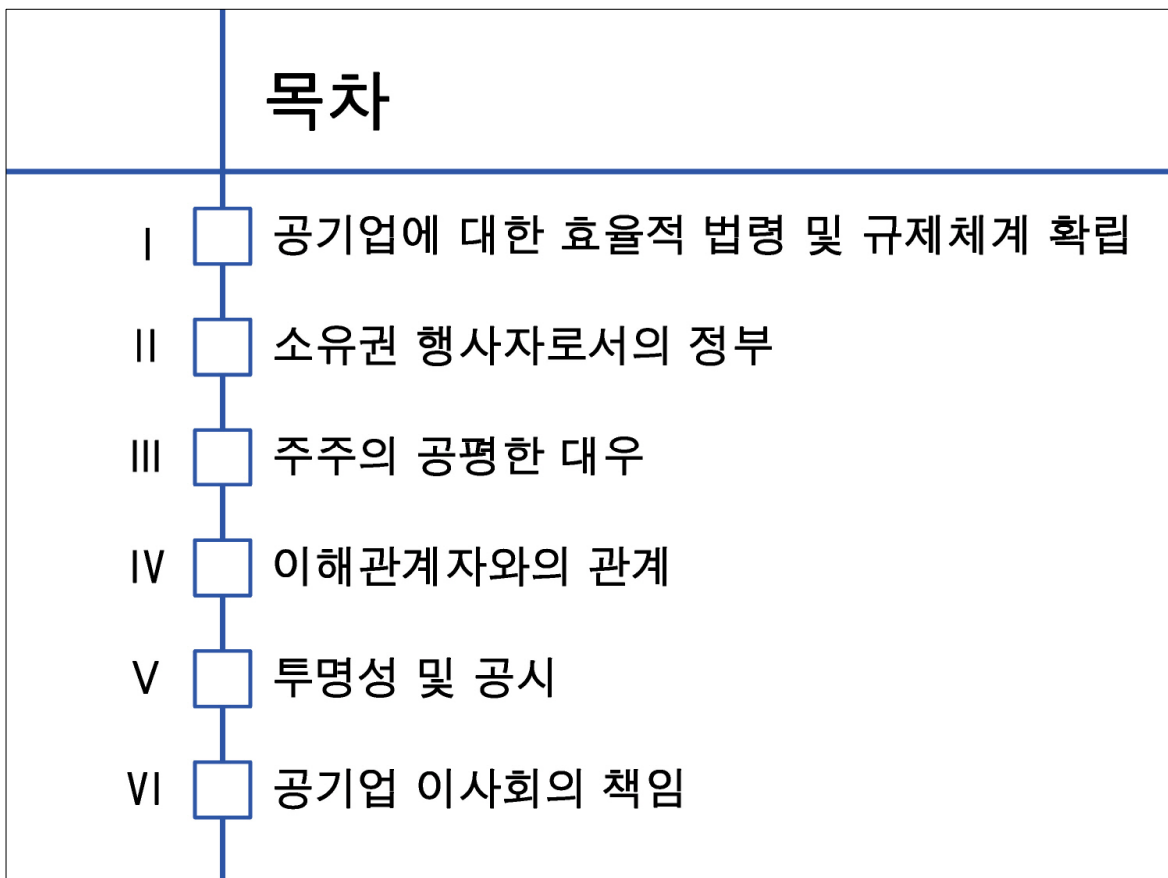 목차
I 공기업에 대한 효율적 법령 및 규제체계 확립
II 소유권 행사자로서의 정부
III 주주의 공평한 대우
IV 이해관계자와의 관계
V 투명성 및 공시
VI 공기업 이사회의 책임